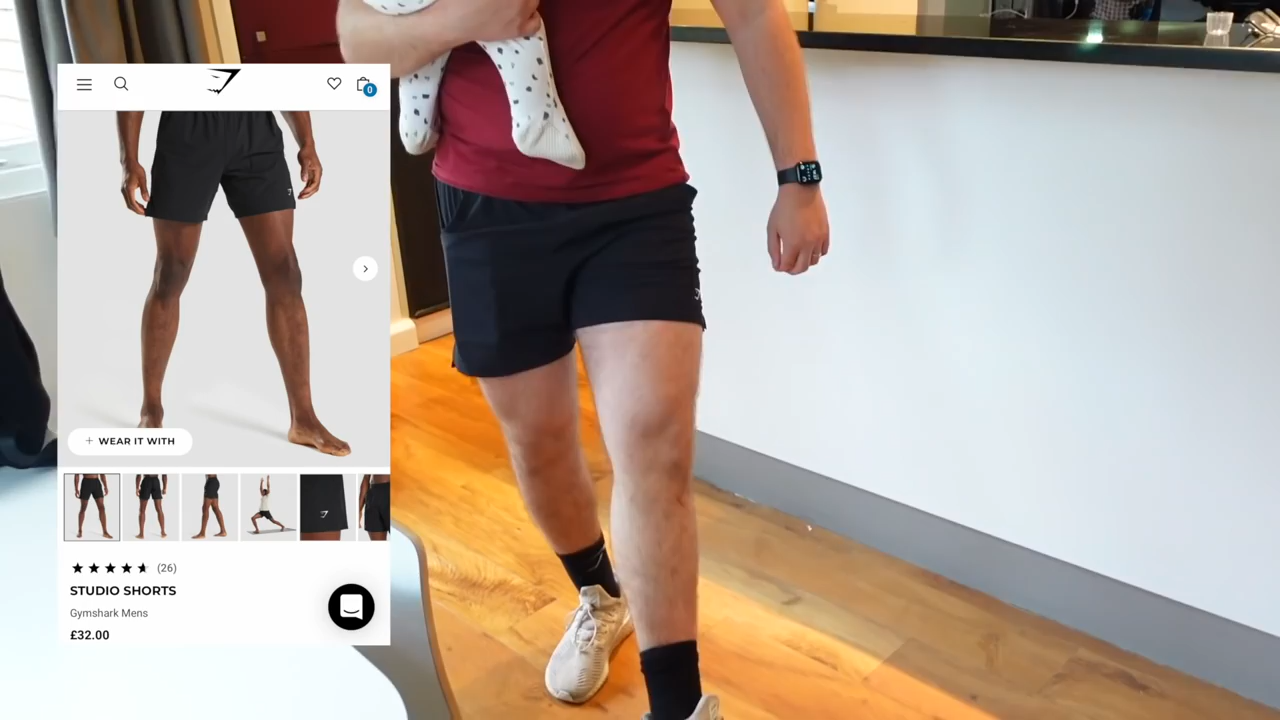 0
+ WEAR IT WITH
(26)
STUDIO SHORTS
Gymshark Mens
£32.00